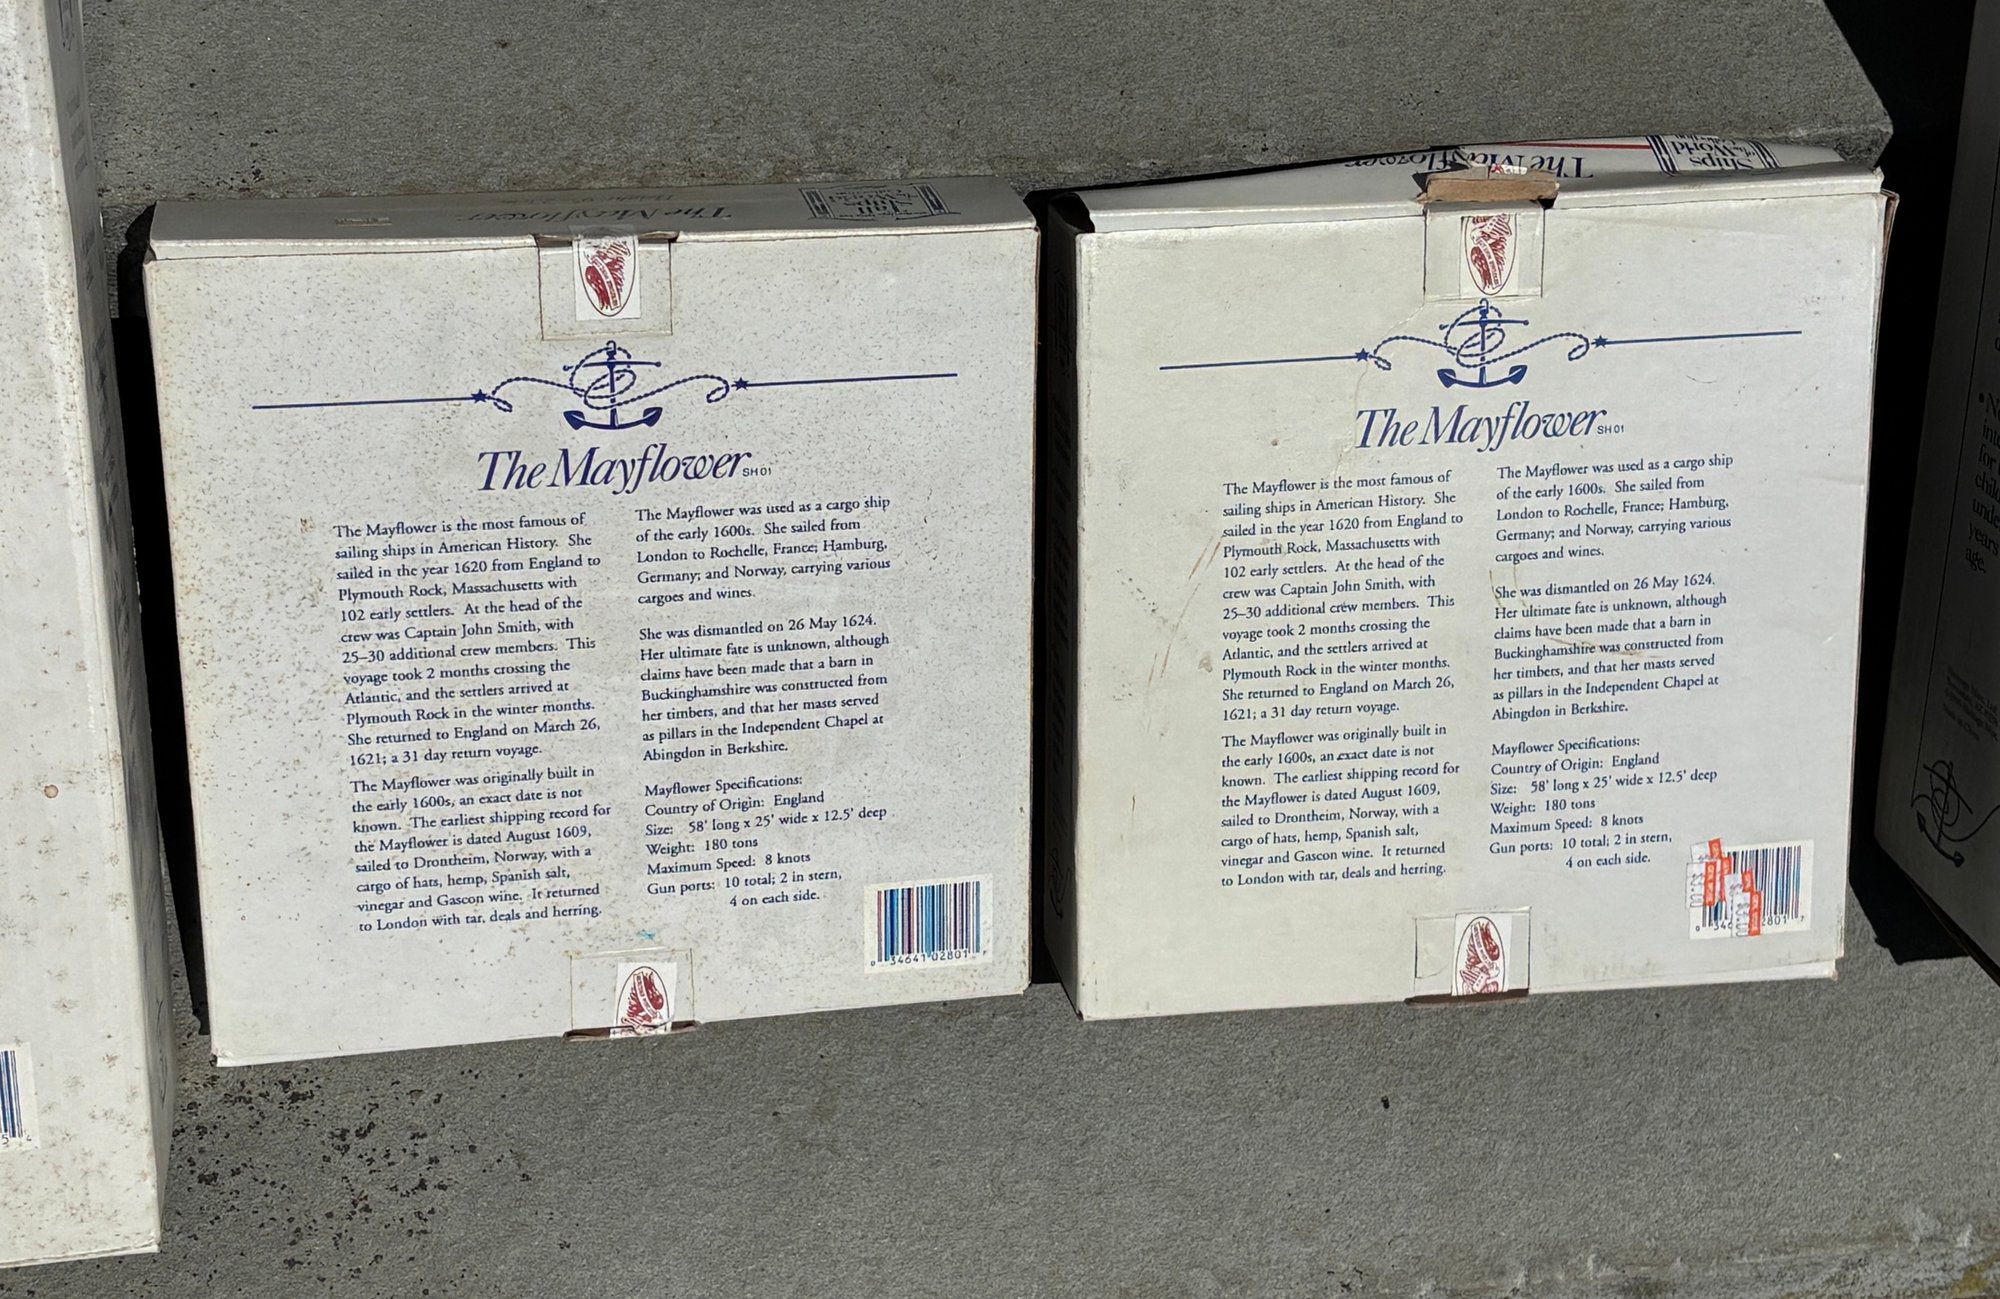 The Mayflower
Tall
The Mayflower SH01
The Mayflower is the most famous of
sailing ships in American History. She
sailed in the year 1620 from England to
Plymouth Rock, Massachusetts with
102 early settlers. At the head of the
crew was Captain John Smith, with
25–30 additional crew members. This
voyage took 2 months crossing the
Atlantic, and the settlers arrived at
Plymouth Rock in the winter months.
She returned to England on March 26,
1621; a 31 day return voyage.
The Mayflower was originally built in
the early 1600s, an exact date is not
known. The earliest shipping record for
the Mayflower is dated August 1609,
sailed to Drontheim, Norway, with a
cargo of hats, hemp, Spanish salt,
vinegar and Gascon wine. It returned
to London with tar, deals and herring.
The Mayflower was used as a cargo ship
of the early 1600s. She sailed from
London to Rochelle, France; Hamburg,
Germany; and Norway, carrying various
cargoes and wines.
She was dismantled on 26 May 1624.
Her ultimate fate is unknown, although
claims have been made that a barn in
Buckinghamshire was constructed from
her timbers, and that her masts served
as pillars in the Independent Chapel at
Abingdon in Berkshire.
Mayflower Specifications:
Country of Origin: England
Size: 58' long x 25' wide x 12.5' deep
Weight: 180 tons
Maximum Speed: 8 knots
Gun ports: 10 total; 2 in stern,
4 on each side.
0 34641 02801 7
The Mayflower
Ships
of the
World
The Mayflower SH01
The Mayflower is the most famous of
sailing ships in American History. She
sailed in the year 1620 from England to
Plymouth Rock, Massachusetts with
102 early settlers. At the head of the
crew was Captain John Smith, with
25–30 additional crew members. This
voyage took 2 months crossing the
Atlantic, and the settlers arrived at
Plymouth Rock in the winter months.
She returned to England on March 26,
1621; a 31 day return voyage.
The Mayflower was originally built in
the early 1600s, an exact date is not
known. The earliest shipping record for
the Mayflower is dated August 1609,
sailed to Drontheim, Norway, with a
cargo of hats, hemp, Spanish salt,
vinegar and Gascon wine. It returned
to London with tar, deals and herring.
The Mayflower was used as a cargo ship
of the early 1600s. She sailed from
London to Rochelle, France; Hamburg,
Germany; and Norway, carrying various
cargoes and wines.
She was dismantled on 26 May 1624.
Her ultimate fate is unknown, although
claims have been made that a barn in
Buckinghamshire was constructed from
her timbers, and that her masts served
as pillars in the Independent Chapel at
Abingdon in Berkshire.
Mayflower Specifications:
Country of Origin: England
Size: 58' long x 25' wide x 12.5' deep
Weight: 180 tons
Maximum Speed: 8 knots
Gun ports: 10 total; 2 in stern,
4 on each side.
0 2801 7
for
years
age.